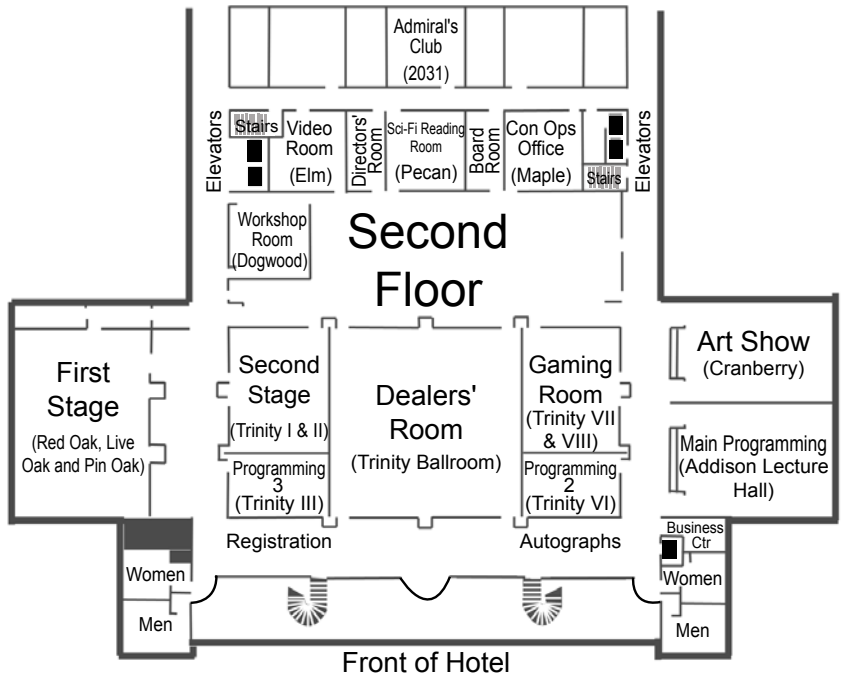 Admiral's
Club
(2031)
Elevators
Stairs
Video
Room
(Elm)
Directors'
Room
Sci-Fi Reading
Room
(Pecan)
Board
Room
Con Ops
Office
(Maple)
Stairs
Elevators
Workshop
Room
(Dogwood)
Second
Floor
First
Stage
(Red Oak, Live
Oak and Pin Oak)
Second
Stage
(Trinity I & II)
Dealers'
Room
(Trinity Ballroom)
Gaming
Room
(Trinity VII
& VIII)
Art Show
(Cranberry)
Programming
3
(Trinity III)
Programming
2
(Trinity VI)
Main Programming
(Addison Lecture
Hall)
Registration
Autographs
Business
Ctr
Women
Men
Women
Men
Front of Hotel